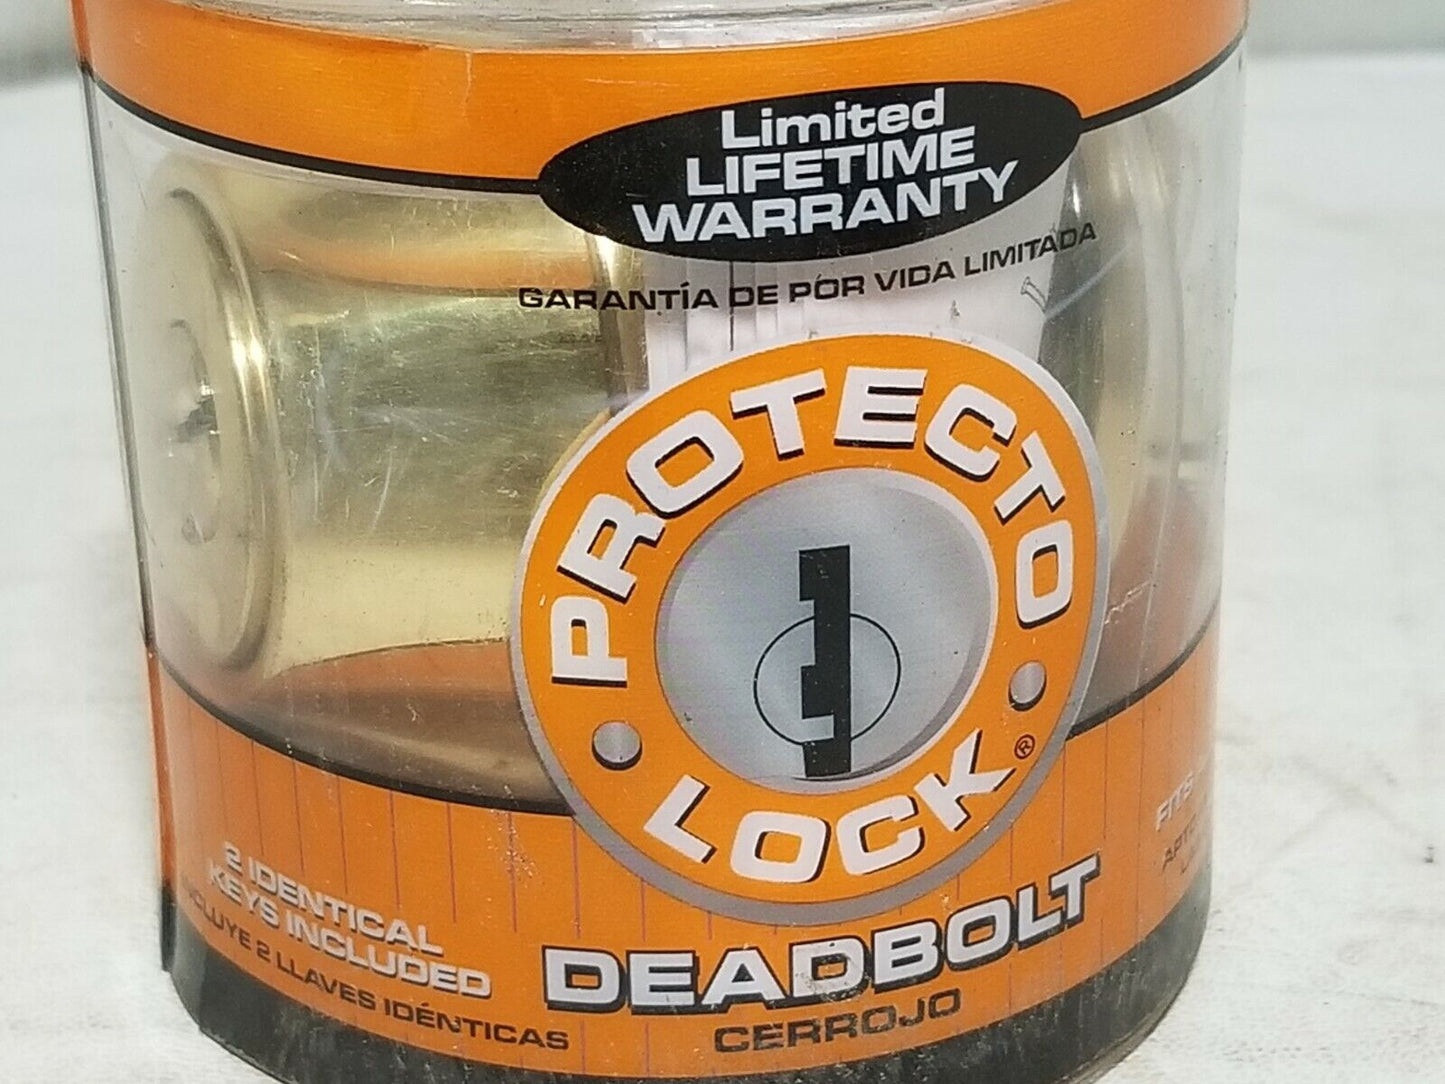 Limited
LIFETIME
WARRANTY
GARANTÍA DE POR VIDA LIMITADA
PROTECTO
LOCK®
DEADBOLT
CERROJO
2 IDENTICAL
KEYS INCLUDED
INCLUYE 2 LLAVES IDÉNTICAS
FITS